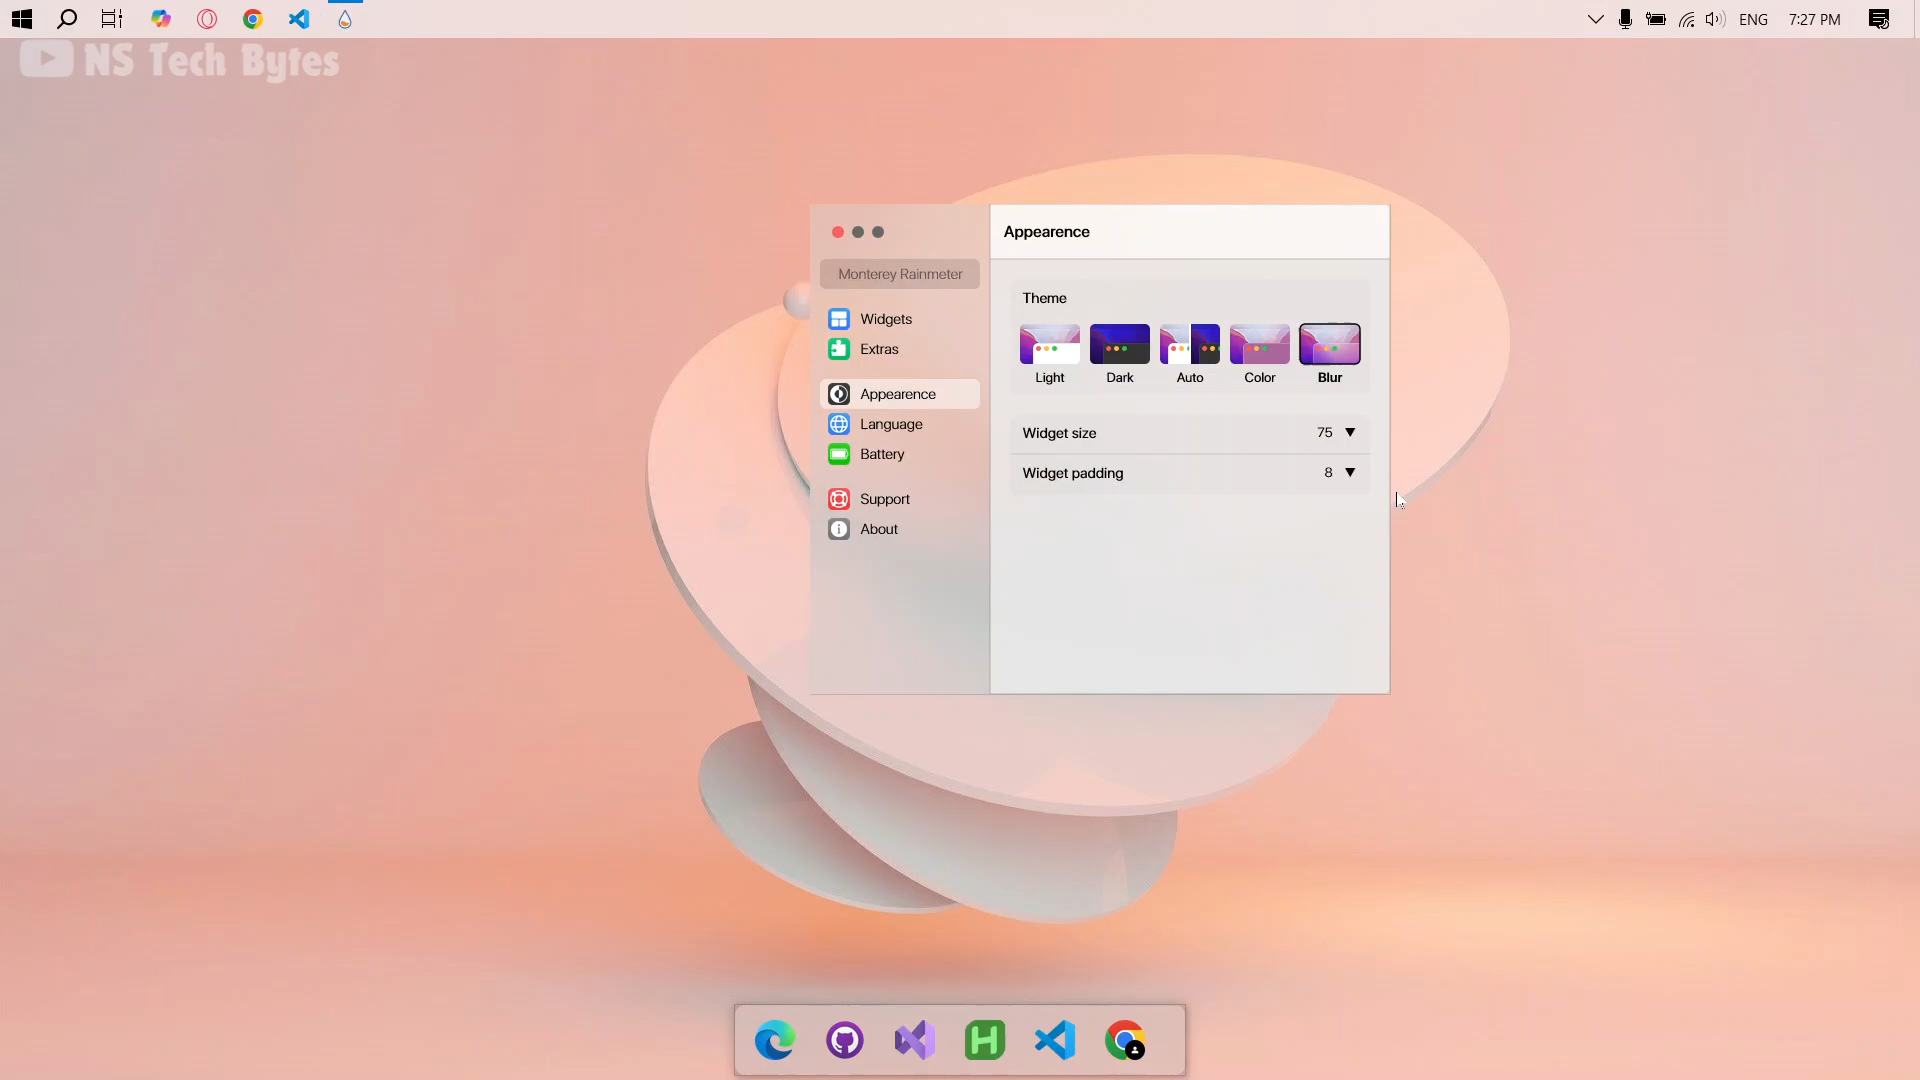 ENG 7:27 PM
NS Tech Bytes
Appearence
Monterey Rainmeter
Widgets
Extras
Appearence
Language
Battery
Support
About
Theme
Light Dark Auto Color Blur
Widget size 75
Widget padding 8